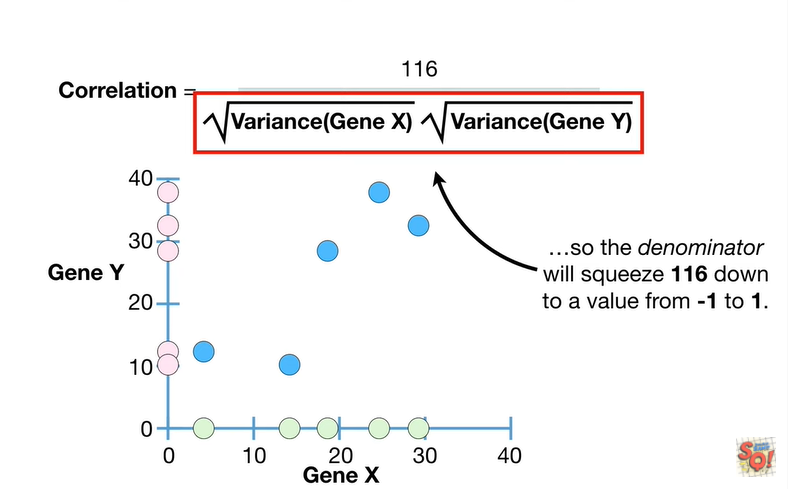 116
Correlation =
√Variance(Gene X) √Variance(Gene Y)
40
30
Gene Y
20
10
0
0 10 20 30 40
Gene X
…so the denominator
will squeeze 116 down
to a value from -1 to 1.
SQ!